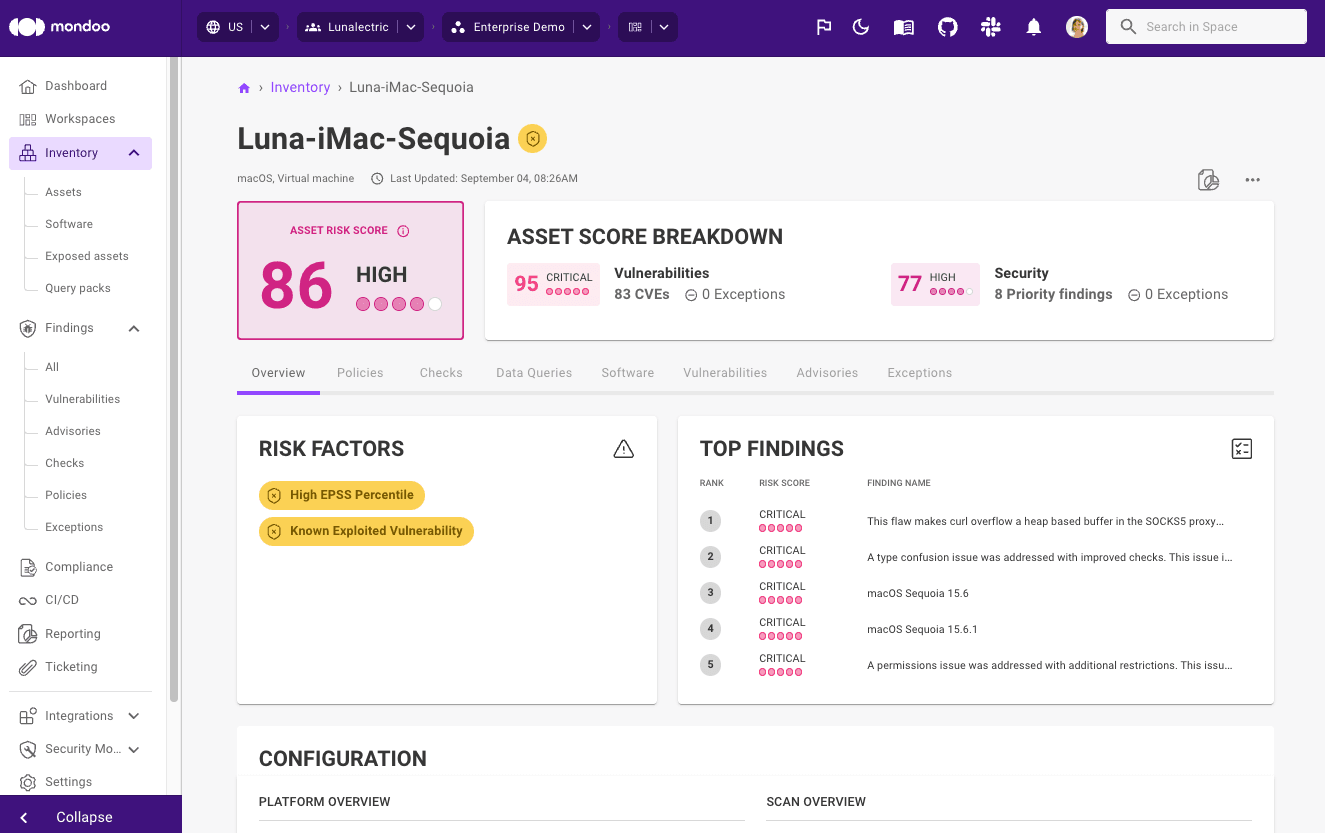 mondoo
US
Lunalectric
Enterprise Demo
Search in Space
Dashboard
Workspaces
Inventory
Assets
Software
Exposed assets
Query packs
Findings
All
Vulnerabilities
Advisories
Checks
Policies
Exceptions
Compliance
CI/CD
Reporting
Ticketing
Integrations
Security Mo...
Settings
Collapse
› Inventory › Luna-iMac-Sequoia
Luna-iMac-Sequoia
macOS, Virtual machine Last Updated: September 04, 08:26AM
ASSET RISK SCORE
86 HIGH
ASSET SCORE BREAKDOWN
95 CRITICAL
Vulnerabilities
83 CVEs 0 Exceptions
77 HIGH
Security
8 Priority findings 0 Exceptions
Overview Policies Checks Data Queries Software Vulnerabilities Advisories Exceptions
RISK FACTORS
High EPSS Percentile
Known Exploited Vulnerability
TOP FINDINGS
RANK RISK SCORE FINDING NAME
1 CRITICAL This flaw makes curl overflow a heap based buffer in the SOCKS5 proxy...
2 CRITICAL A type confusion issue was addressed with improved checks. This issue i...
3 CRITICAL macOS Sequoia 15.6
4 CRITICAL macOS Sequoia 15.6.1
5 CRITICAL A permissions issue was addressed with additional restrictions. This issu...
CONFIGURATION
PLATFORM OVERVIEW
SCAN OVERVIEW